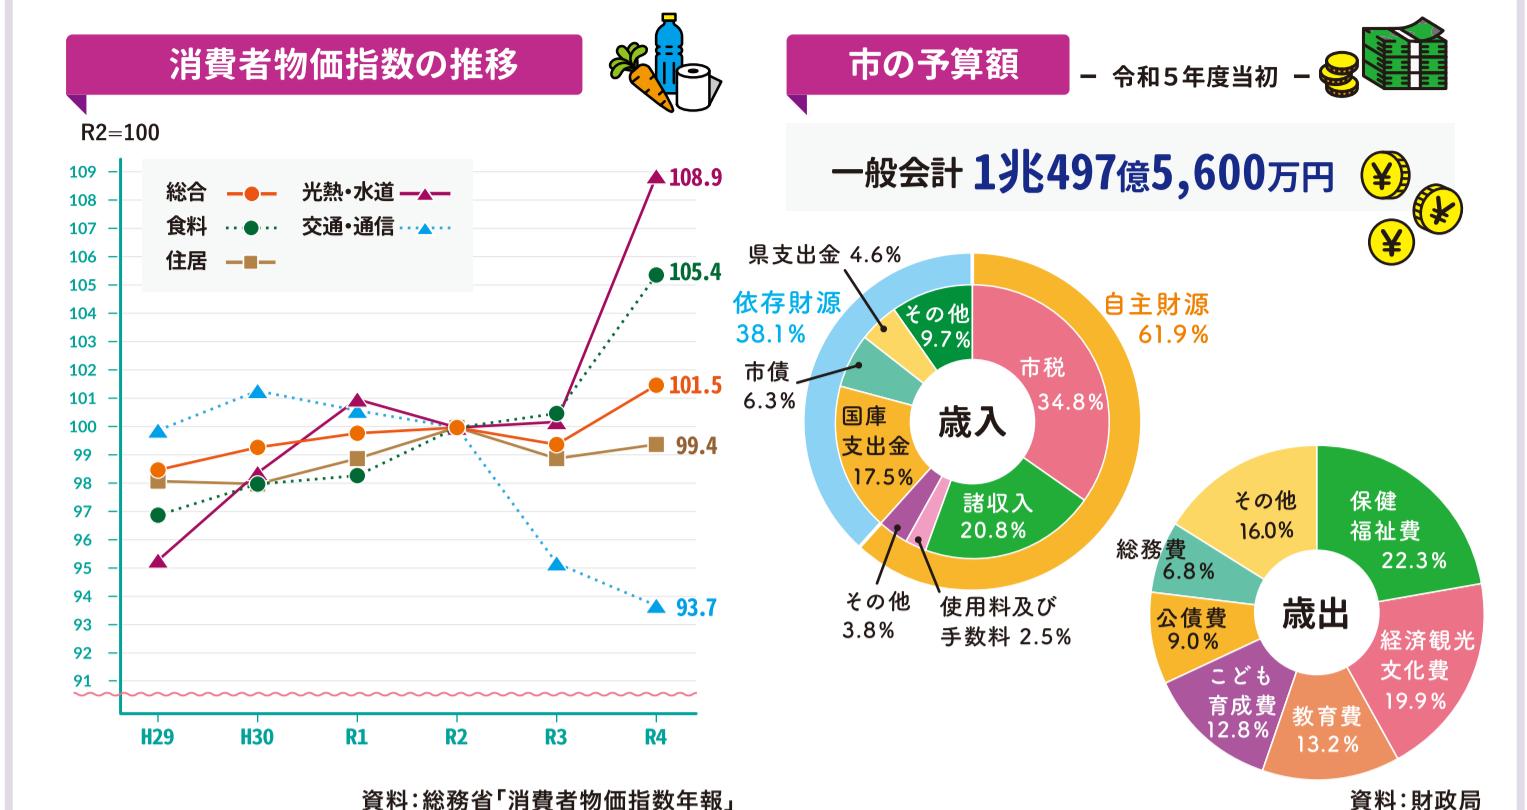 消費者物価指数の推移
R2=100
109
108
107
106
105
104
103
102
101
100
99
98
97
96
95
94
93
92
91
総合
食料
住居
光熱・水道
交通・通信
108.9
105.4
101.5
99.4
93.7
H29 H30 R1 R2 R3 R4
資料：総務省「消費者物価指数年報」
市の予算額
− 令和5年度当初 −
一般会計 1兆497億5,600万円
¥
¥
¥
県支出金 4.6%
依存財源
38.1%
市債
6.3%
その他
9.7%
自主財源
61.9%
市税
34.8%
国庫
支出金
17.5%
歳入
諸収入
20.8%
その他
3.8%
使用料及び
手数料 2.5%
その他
16.0%
保健
福祉費
22.3%
総務費
6.8%
公債費
9.0%
歳出
経済観光
文化費
19.9%
こども
育成費
12.8%
教育費
13.2%
資料：財政局